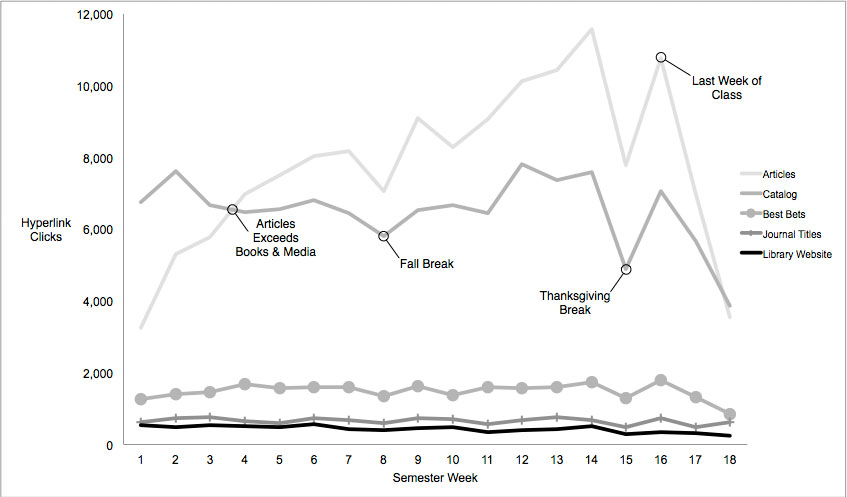 12,000
10,000
8,000
6,000
4,000
2,000
0
Hyperlink
Clicks
Last Week of
Class
Articles
Exceeds
Books & Media
Fall Break
Thanksgiving
Break
Articles
Catalog
Best Bets
Journal Titles
Library Website
1 2 3 4 5 6 7 8 9 10 11 12 13 14 15 16 17 18
Semester Week